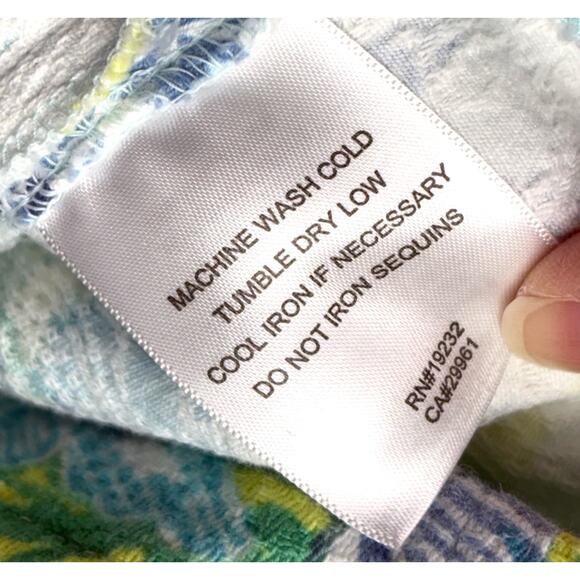 MACHINE WASH COLD
TUMBLE DRY LOW
COOL IRON IF NECESSARY
DO NOT IRON SEQUINS
RN#19232
CA#29961